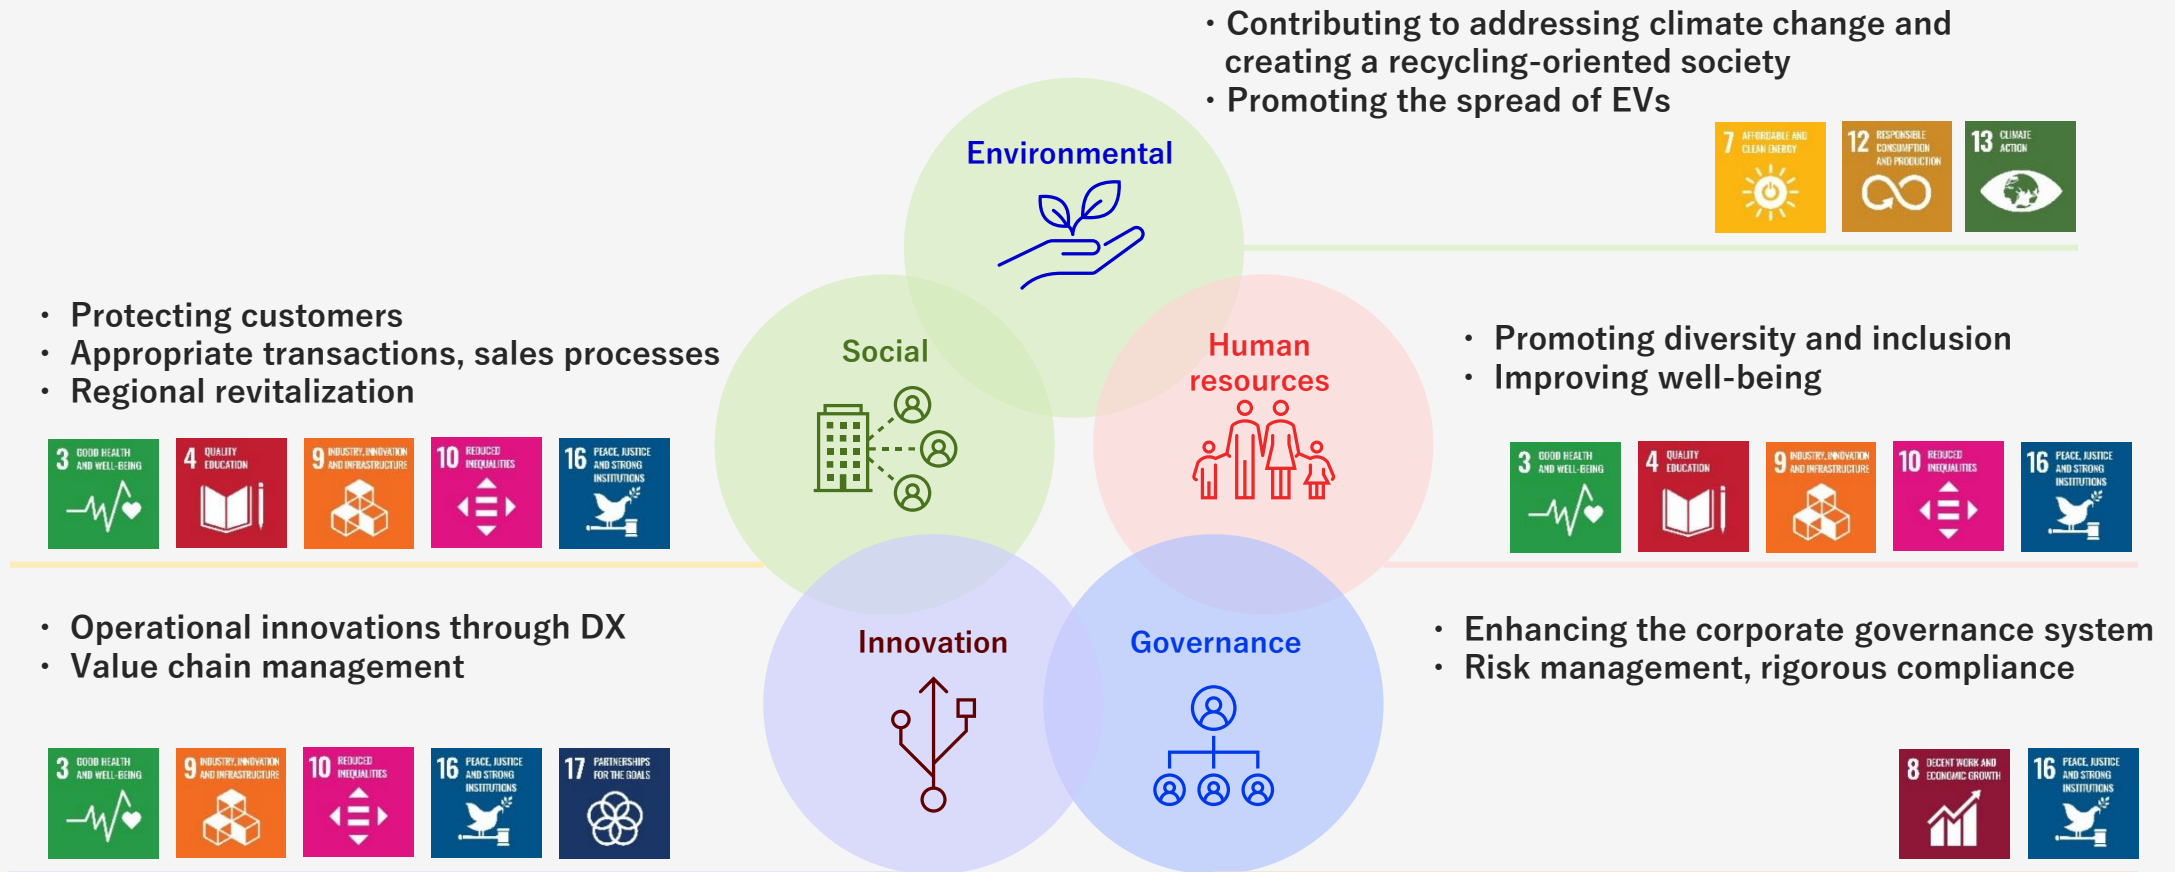 ・Contributing to addressing climate change and
creating a recycling-oriented society
・Promoting the spread of EVs
7 AFFORDABLE AND
CLEAN ENERGY
12 RESPONSIBLE
CONSUMPTION
AND PRODUCTION
13 CLIMATE
ACTION
Environmental
・ Protecting customers
・ Appropriate transactions, sales processes
・ Regional revitalization
3 GOOD HEALTH
AND WELL-BEING
4 QUALITY
EDUCATION
9 INDUSTRY, INNOVATION
AND INFRASTRUCTURE
10 REDUCED
INEQUALITIES
16 PEACE, JUSTICE
AND STRONG
INSTITUTIONS
Social
Human
resources
・ Promoting diversity and inclusion
・ Improving well-being
3 GOOD HEALTH
AND WELL-BEING
4 QUALITY
EDUCATION
9 INDUSTRY, INNOVATION
AND INFRASTRUCTURE
10 REDUCED
INEQUALITIES
16 PEACE, JUSTICE
AND STRONG
INSTITUTIONS
・ Operational innovations through DX
・ Value chain management
3 GOOD HEALTH
AND WELL-BEING
9 INDUSTRY, INNOVATION
AND INFRASTRUCTURE
10 REDUCED
INEQUALITIES
16 PEACE, JUSTICE
AND STRONG
INSTITUTIONS
17 PARTNERSHIPS
FOR THE GOALS
Innovation
Governance
・ Enhancing the corporate governance system
・ Risk management, rigorous compliance
8 DECENT WORK AND
ECONOMIC GROWTH
16 PEACE, JUSTICE
AND STRONG
INSTITUTIONS